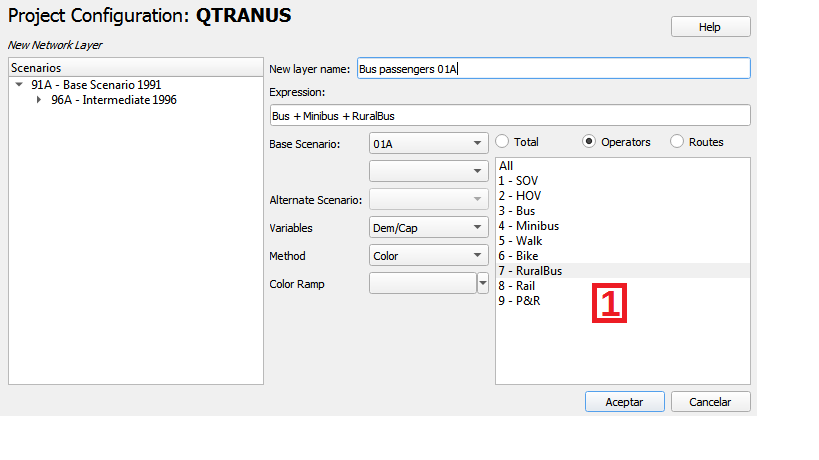 Project Configuration: QTRANUS
Help
New Network Layer
Scenarios
91A - Base Scenario 1991
96A - Intermediate 1996
New layer name: Bus passengers 01A
Expression:
Bus + Minibus + RuralBus
Base Scenario: 01A
Total Operators Routes
Alternate Scenario:
Variables Dem/Cap
Method Color
Color Ramp
All
1 - SOV
2 - HOV
3 - Bus
4 - Minibus
5 - Walk
6 - Bike
7 - RuralBus
8 - Rail
9 - P&R
1
Aceptar Cancelar